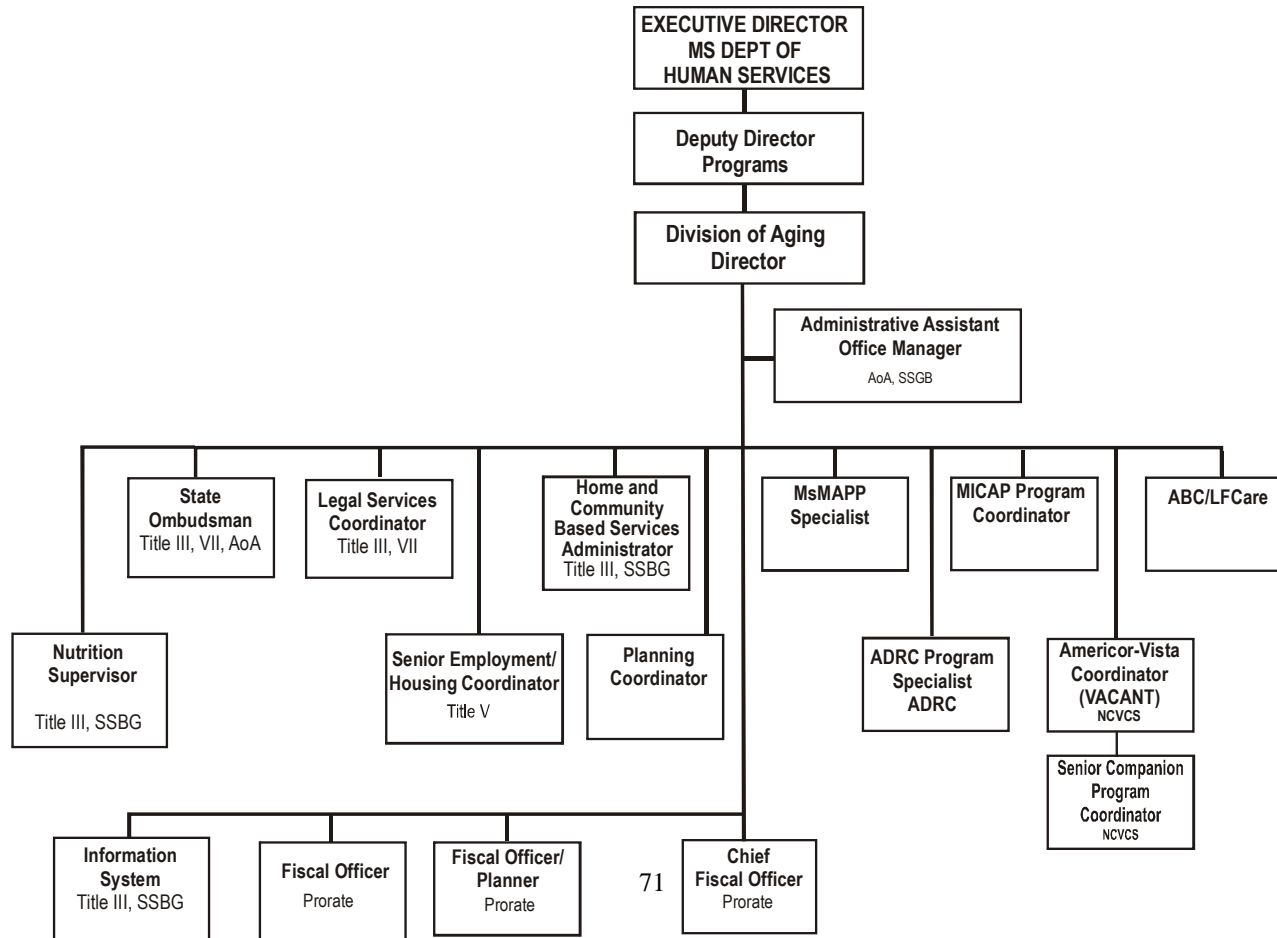 EXECUTIVE DIRECTOR
MS DEPT OF
HUMAN SERVICES
Deputy Director
Programs
Division of Aging
Director
Administrative Assistant
Office Manager
AoA, SSGB
State
Ombudsman
Title III, VII, AoA
Legal Services
Coordinator
Title III, VII
Home and
Community
Based Services
Administrator
Title III, SSBG
MsMAPP
Specialist
MICAP Program
Coordinator
ABC/LFCare
Nutrition
Supervisor
Title III, SSBG
Senior Employment/
Housing Coordinator
Title V
Planning
Coordinator
ADRC Program
Specialist
ADRC
Americor-Vista
Coordinator
(VACANT)
NCVCS
Senior Companion
Program
Coordinator
NCVCS
Information
System
Title III, SSBG
Fiscal Officer
Prorate
Fiscal Officer/
Planner
Prorate
71
Chief
Fiscal Officer
Prorate